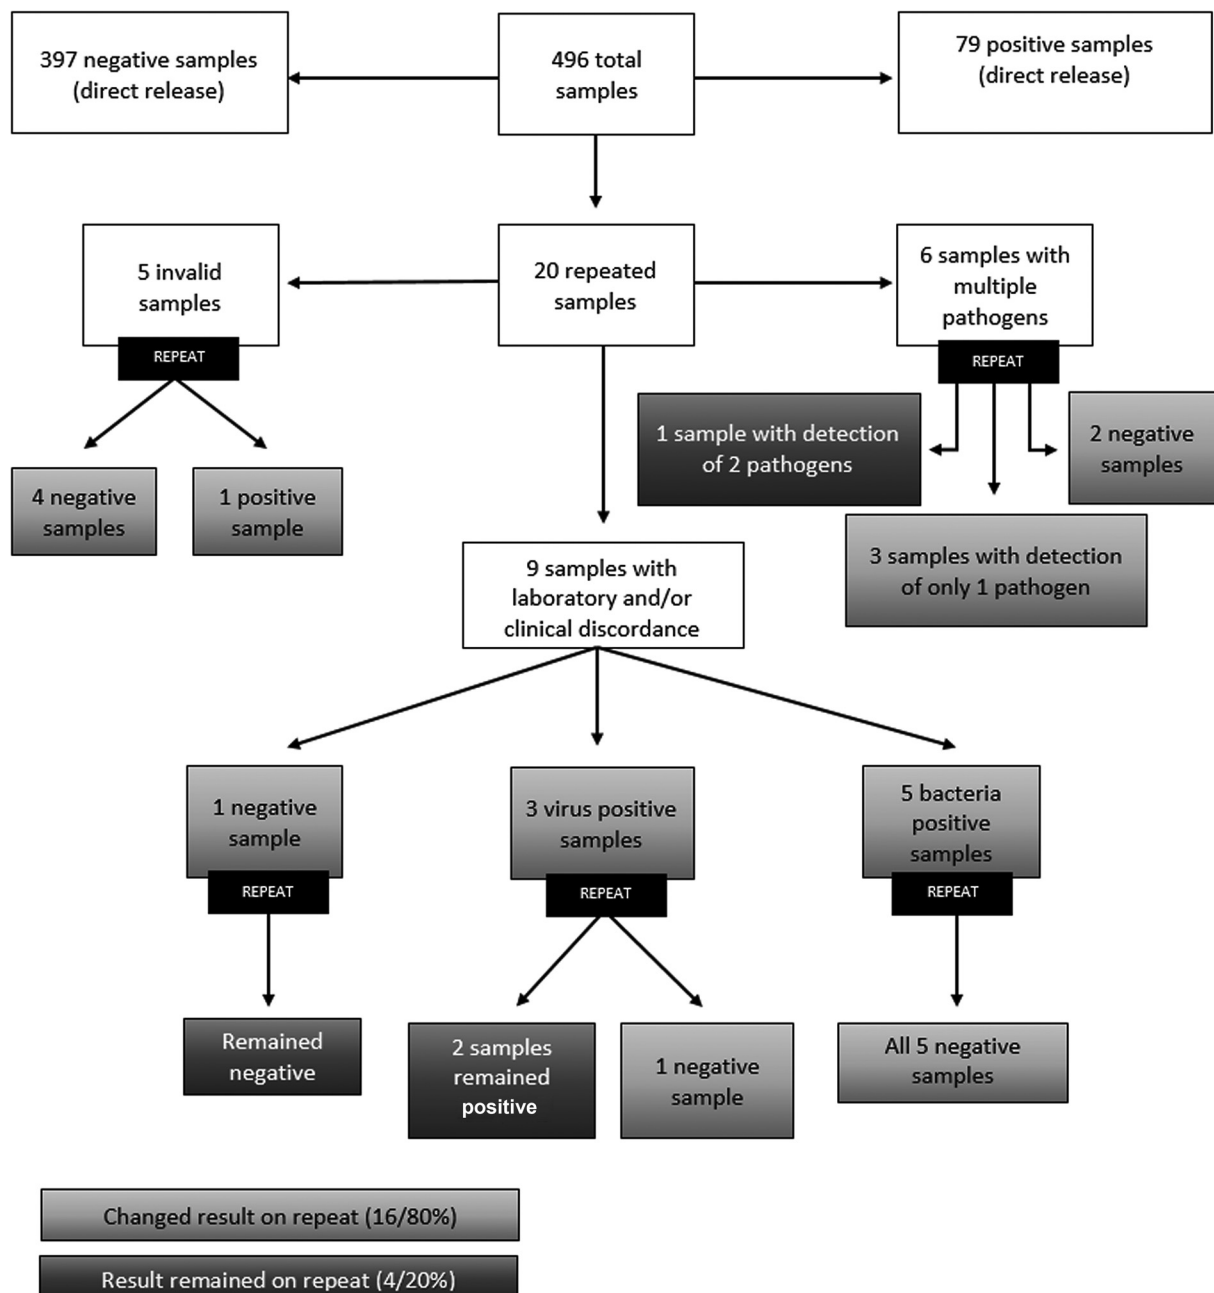 397 negative samples
(direct release)
496 total
samples
79 positive samples
(direct release)
5 invalid
samples
REPEAT
20 repeated
samples
6 samples with
multiple
pathogens
REPEAT
4 negative
samples
1 positive
sample
1 sample with detection
of 2 pathogens
2 negative
samples
3 samples with detection
of only 1 pathogen
9 samples with
laboratory and/or
clinical discordance
1 negative
sample
REPEAT
3 virus positive
samples
REPEAT
5 bacteria
positive
samples
REPEAT
Remained
negative
2 samples
remained
positive
1 negative
sample
All 5 negative
samples
Changed result on repeat (16/80%)
Result remained on repeat (4/20%)